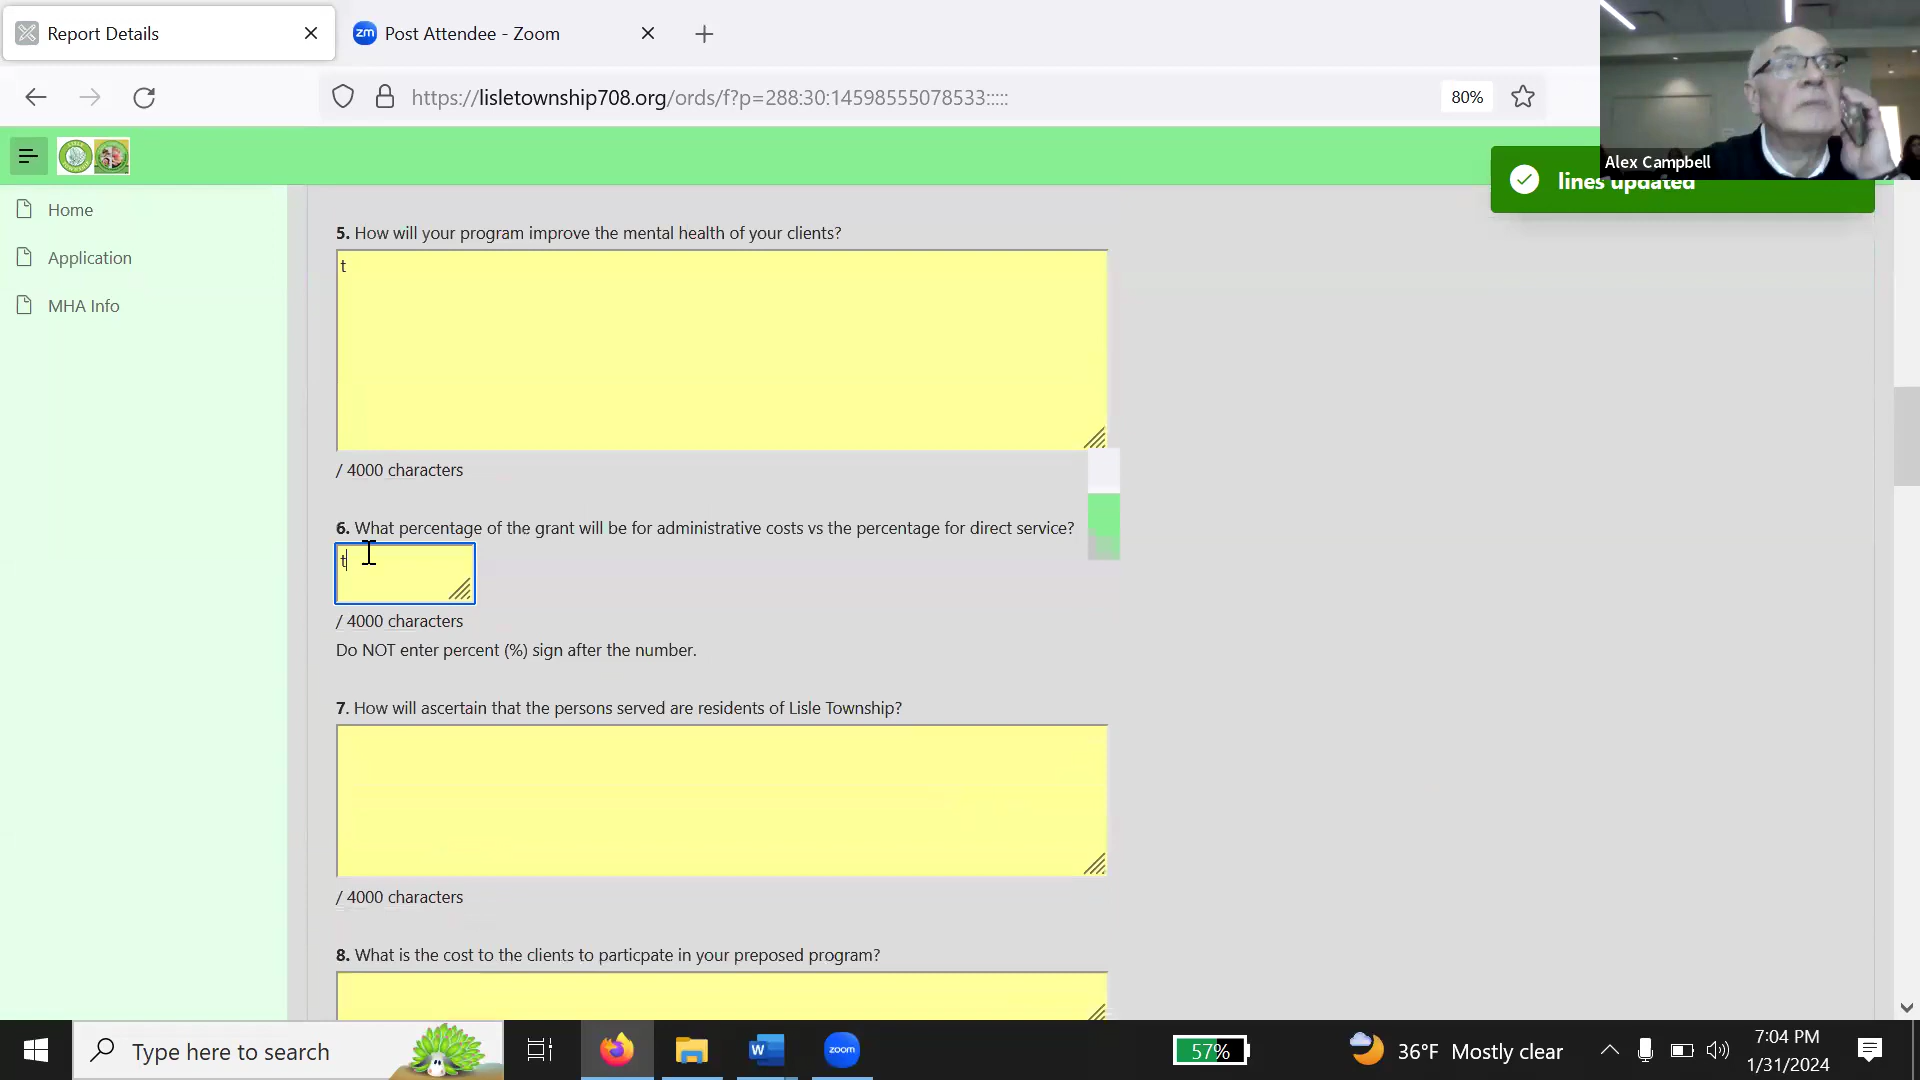 Report Details
zm Post Attendee - Zoom
https://lisletownship708.org/ords/f?p=288:30:14598555078533:::::
80%
Alex Campbell
lines updated
Home
Application
MHA Info
5. How will your program improve the mental health of your clients?
t
/ 4000 characters
6. What percentage of the grant will be for administrative costs vs the percentage for direct service?
t
/ 4000 characters
Do NOT enter percent (%) sign after the number.
7. How will ascertain that the persons served are residents of Lisle Township?
/ 4000 characters
8. What is the cost to the clients to particpate in your preposed program?
Type here to search
W
zoom
57%
36°F Mostly clear
7:04 PM
1/31/2024